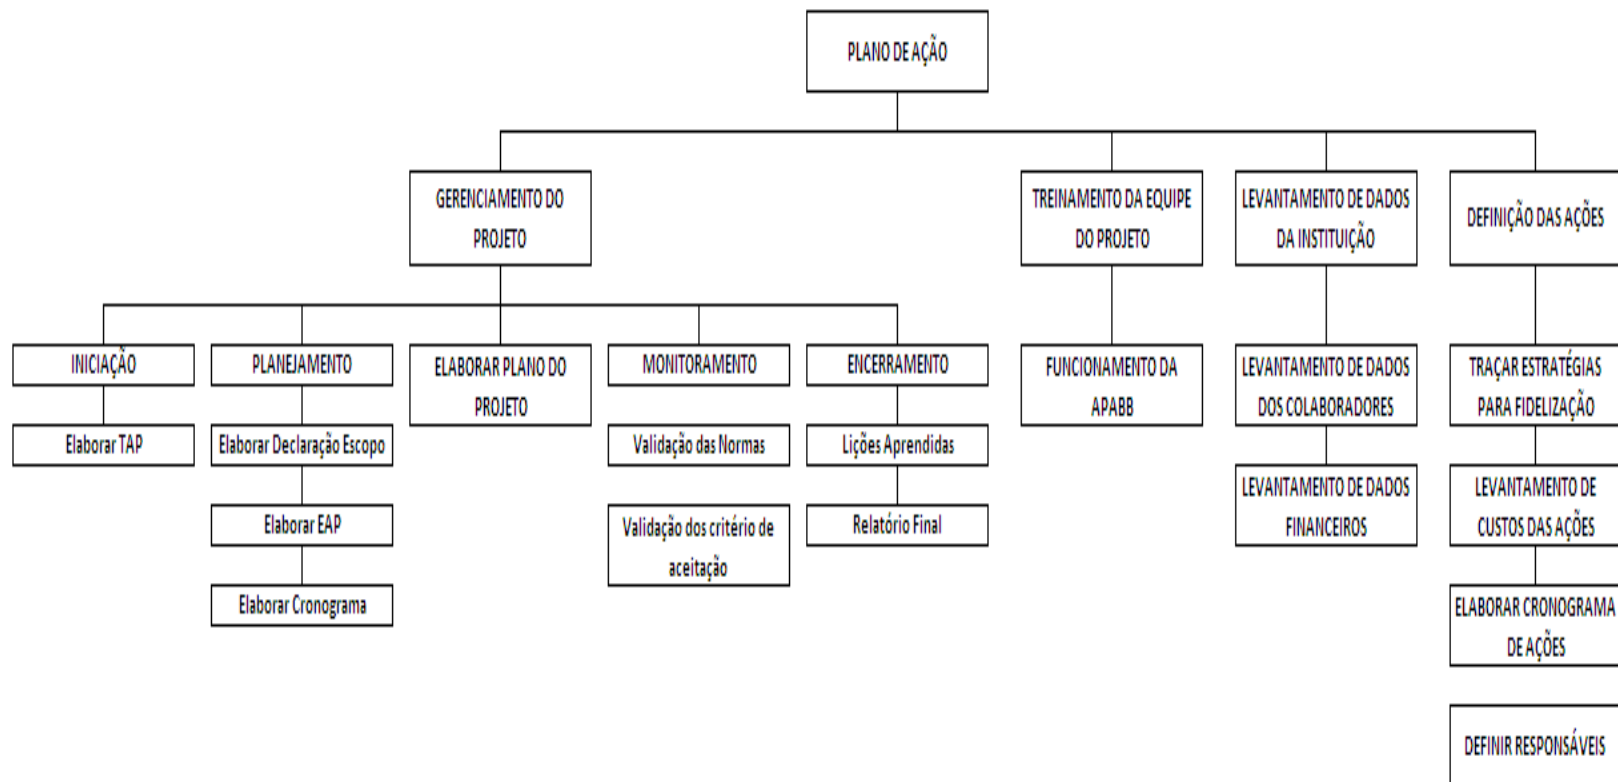 PLANO DE AÇÃO
GERENCIAMENTO DO
PROJETO
TREINAMENTO DA EQUIPE
DO PROJETO
LEVANTAMENTO DE DADOS
DA INSTITUIÇÃO
DEFINIÇÃO DAS AÇÕES
INICIAÇÃO
Elaborar TAP
PLANEJAMENTO
Elaborar Declaração Escopo
Elaborar EAP
Elaborar Cronograma
ELABORAR PLANO DO
PROJETO
MONITORAMENTO
Validação das Normas
Validação dos critério de
aceitação
ENCERRAMENTO
Lições Aprendidas
Relatório Final
FUNCIONAMENTO DA
APABB
LEVANTAMENTO DE DADOS
DOS COLABORADORES
LEVANTAMENTO DE DADOS
FINANCEIROS
TRAÇAR ESTRATÉGIAS
PARA FIDELIZAÇÃO
LEVANTAMENTO DE
CUSTOS DAS AÇÕES
ELABORAR CRONOGRAMA
DE AÇÕES
DEFINIR RESPONSÁVEIS